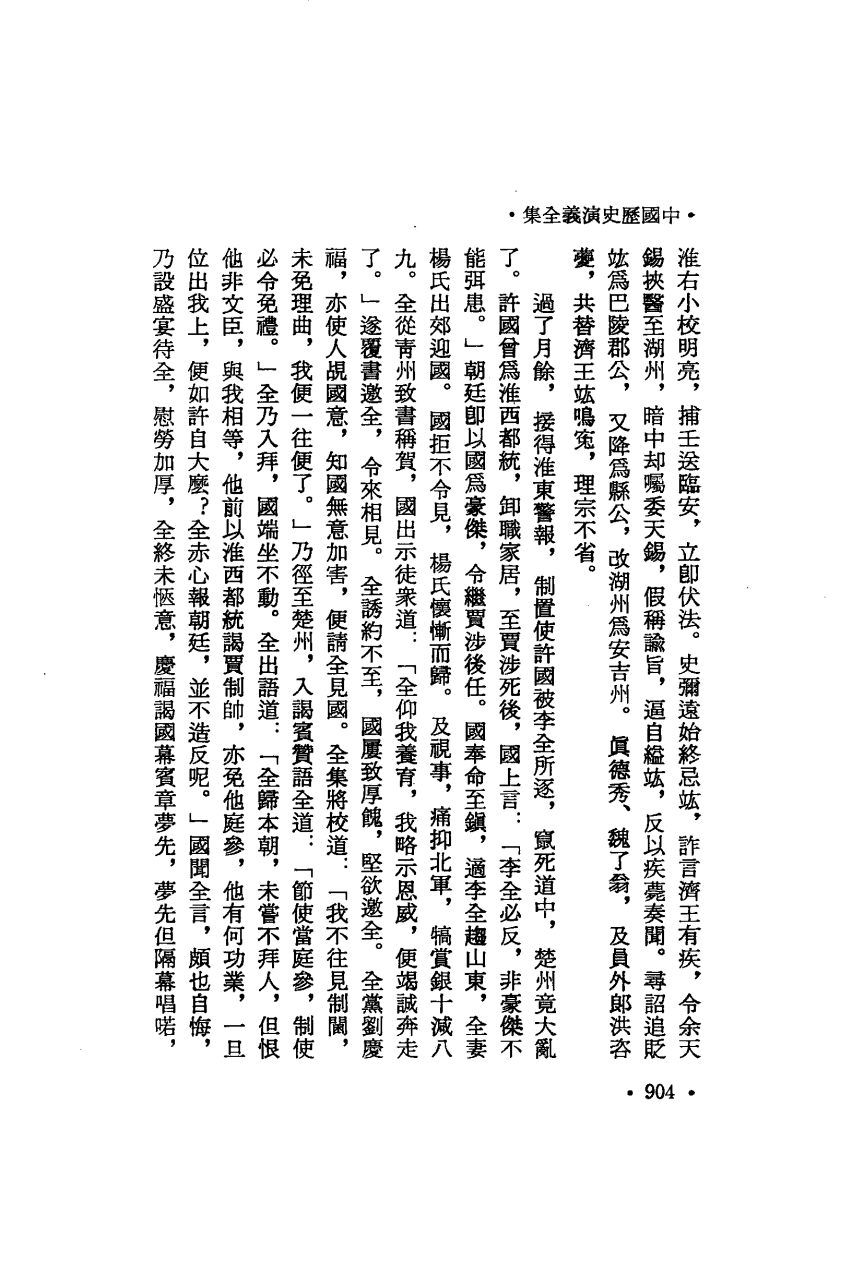 •中國歷史演義全集•
淮右小校明亮，捕壬送臨安，立卽伏法。史彌遠始終忌竑，詐言濟王有疾，令余天
錫挾醫至湖州，暗中却囑委天錫，假稱諭旨，逼自縊竑，反以疾薨奏聞。尋詔追貶
竑爲巴陵郡公，又降爲縣公，改湖州爲安吉州。眞德秀、魏了翁，及員外郞洪咨
夔，共替濟王竑鳴寃，理宗不省。
過了月餘，接得淮東警報，制置使許國被李全所逐，竄死道中，楚州竟大亂
了。許國曾爲淮西都統，卸職家居，至賈涉死後，國上言：「李全必反，非豪傑不
能弭患。」朝廷卽以國爲豪傑，令繼賈涉後任。國奉命至鎭，適李全趨山東，全妻
楊氏出郊迎國。國拒不令見，楊氏懷慚而歸。及視事，痛抑北軍，犒賞銀十減八
九。全從靑州致書稱賀，國出示徒衆道：「全仰我養育，我略示恩威，便竭誠奔走
了。」遂覆書邀全，令來相見。全誘約不至，國屢致厚餽，堅欲邀全。全黨劉慶
福，亦使人覘國意，知國無意加害，便請全見國。全集將校道：「我不往見制閫，
未免理曲，我便一往便了。」乃徑至楚州，入謁賓贊語全道：「節使當庭參，制使
必令免禮。」全乃入拜，國端坐不動。全出語道：「全歸本朝，未嘗不拜人，但恨
他非文臣，與我相等，他前以淮西都統謁賈制帥，亦免他庭參，他有何功業，一旦
位出我上，便如許自大麽？全赤心報朝廷，並不造反呢。」國聞全言，頗也自悔，
乃設盛宴待全，慰勞加厚，全終未愜意，慶福謁國幕賓章夢先，夢先但隔幕唱喏，
•904•